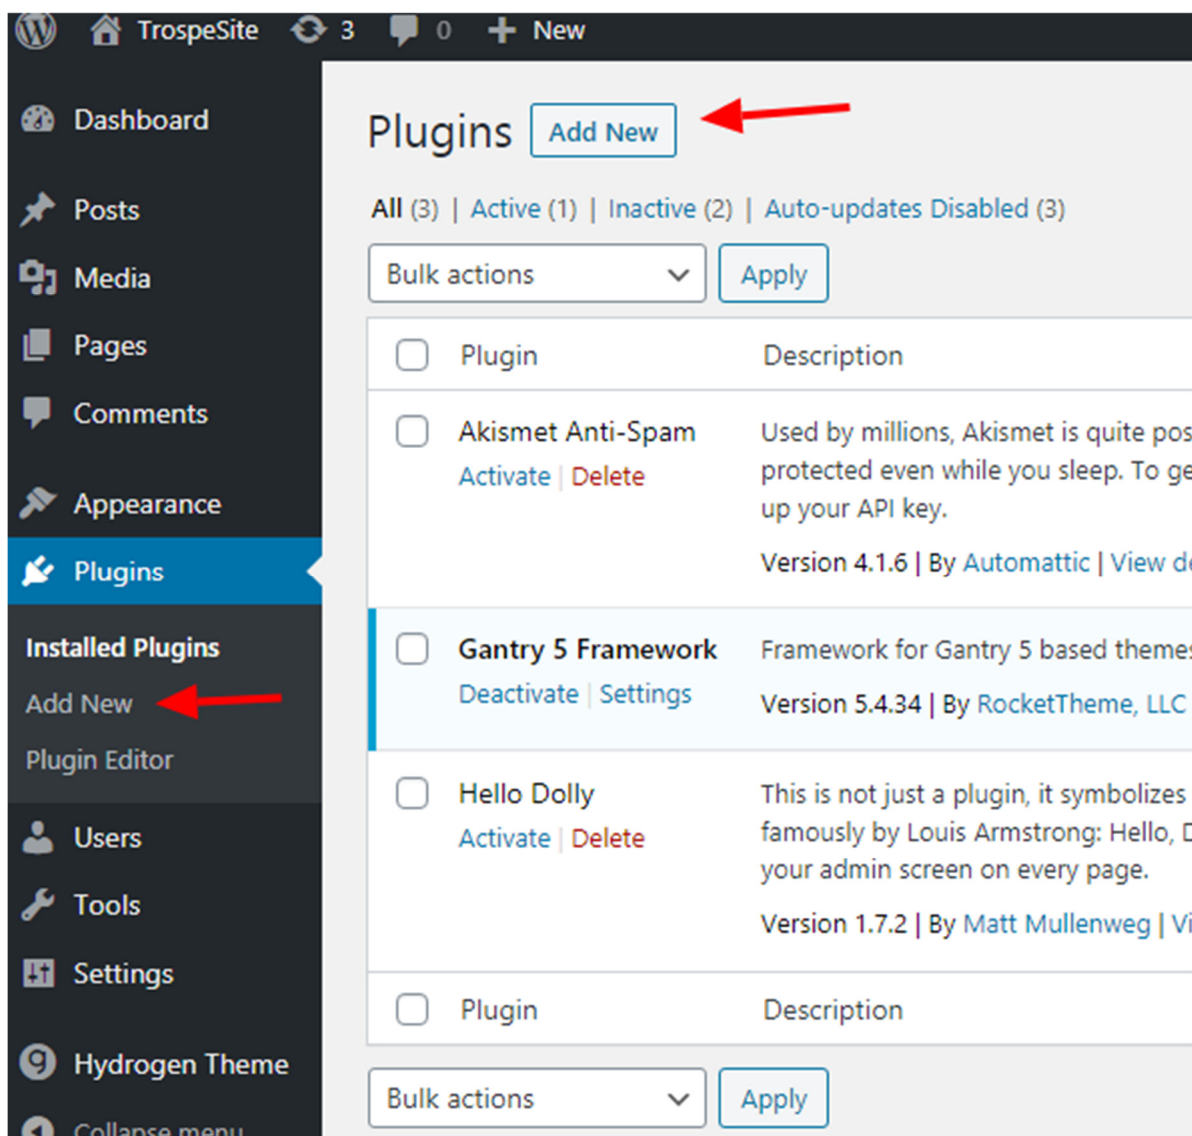 TrospeSite 3 0 New
Dashboard
Posts
Media
Pages
Comments
Appearance
Plugins
Installed Plugins
Add New
Plugin Editor
Users
Tools
Settings
Hydrogen Theme
Collapse menu
Plugins Add New
All (3) | Active (1) | Inactive (2) | Auto-updates Disabled (3)
Bulk actions Apply
Plugin Description
Akismet Anti-Spam
Activate | Delete
Used by millions, Akismet is quite pos
protected even while you sleep. To ge
up your API key.
Version 4.1.6 | By Automattic | View de
Gantry 5 Framework
Deactivate | Settings
Framework for Gantry 5 based themes
Version 5.4.34 | By RocketTheme, LLC
Hello Dolly
Activate | Delete
This is not just a plugin, it symbolizes
famously by Louis Armstrong: Hello, D
your admin screen on every page.
Version 1.7.2 | By Matt Mullenweg | Vi
Plugin Description
Bulk actions Apply